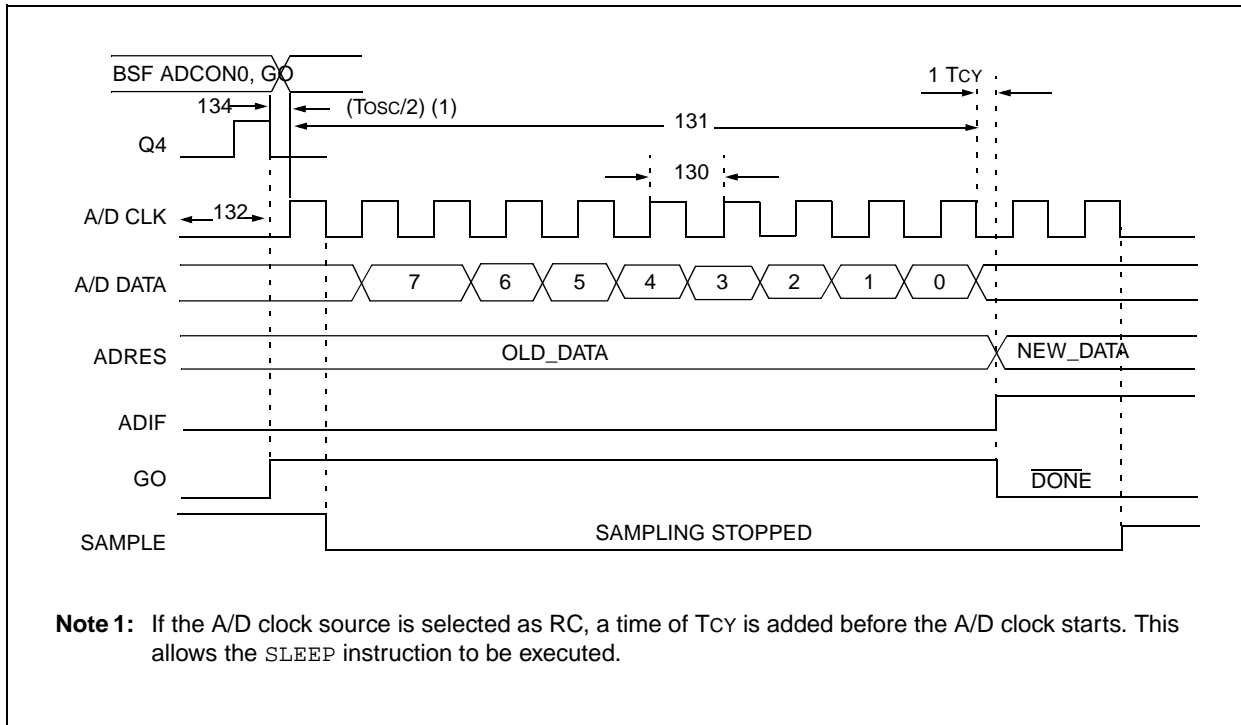 BSF ADCON0, GO
134
(TOSC/2) (1)
1 TCY
131
Q4
130
A/D CLK
132
A/D DATA
7 6 5 4 3 2 1 0
ADRES
OLD_DATA
NEW_DATA
ADIF
GO
DONE
SAMPLE
SAMPLING STOPPED
Note 1: If the A/D clock source is selected as RC, a time of TCY is added before the A/D clock starts. This
allows the SLEEP instruction to be executed.